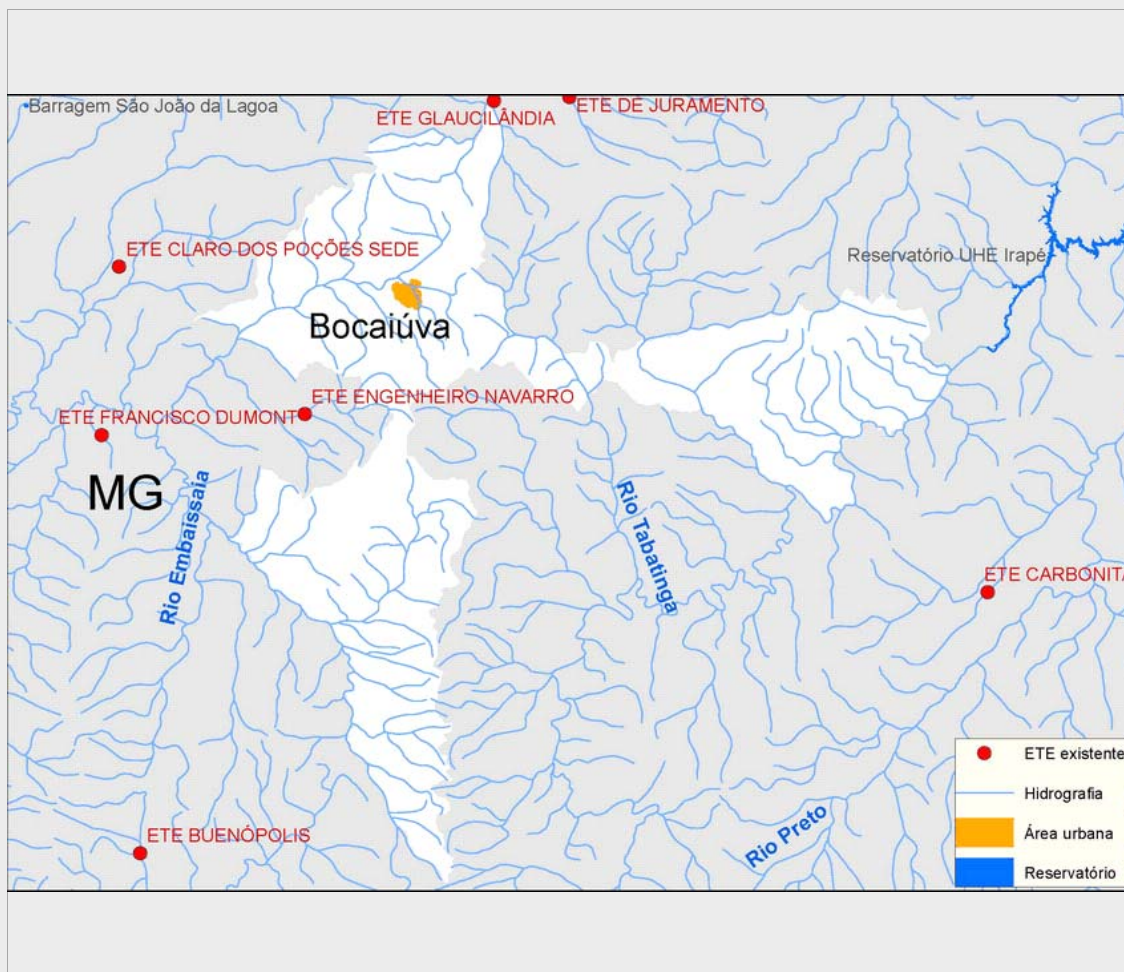 Barragem São João da Lagoa
ETE GLAUCILÂNDIA
ETE DE JURAMENTO
ETE CLARO DOS POÇÕES SEDE
Reservatório UHE Irapé
Bocaiúva
ETE ENGENHEIRO NAVARRO
ETE FRANCISCO DUMONT
MG
Rio Embaissaia
Rio Tabatinga
ETE CARBONITA
ETE existente
Hidrografia
Área urbana
Reservatório
Rio Preto
ETE BUENÓPOLIS